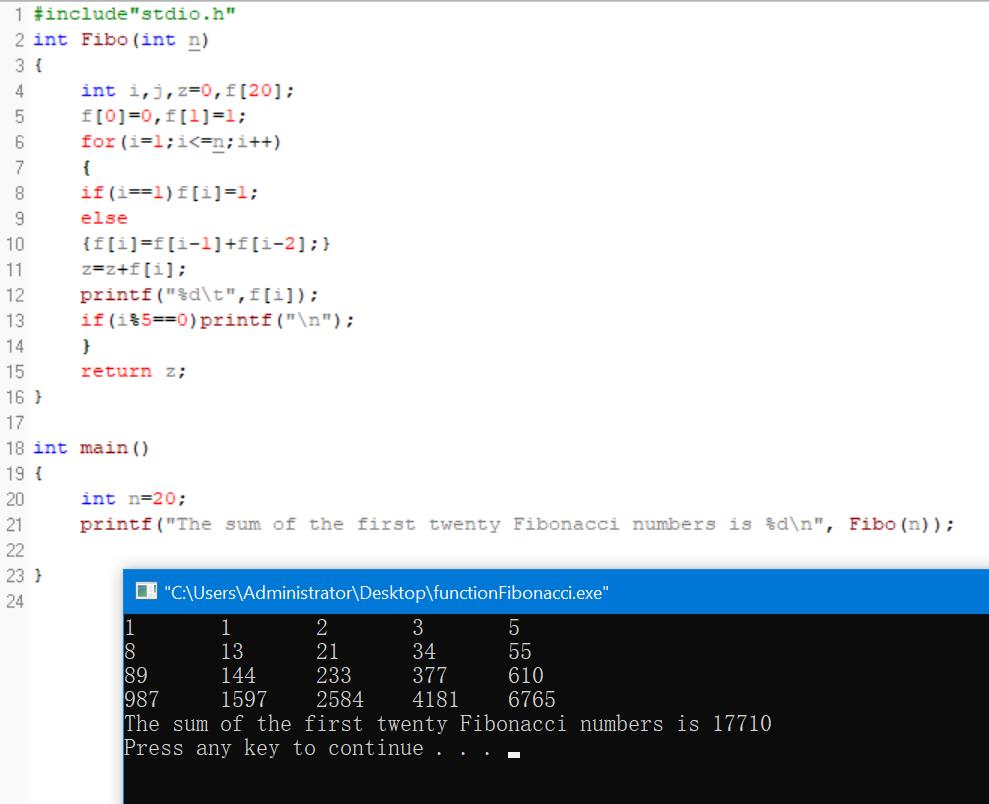 1 #include"stdio.h"
2 int Fibo(int n)
3 {
4 int i,j,z=0,f[20];
5 f[0]=0,f[1]=1;
6 for(i=1;i<=n;i++)
7 {
8 if(i==1)f[i]=1;
9 else
10 {f[i]=f[i-1]+f[i-2];}
11 z=z+f[i];
12 printf("%d\t",f[i]);
13 if(i%5==0)printf("\n");
14 }
15 return z;
16 }
17
18 int main()
19 {
20 int n=20;
21 printf("The sum of the first twenty Fibonacci numbers is %d\n", Fibo(n));
22
23 }
24
"C:\Users\Administrator\Desktop\functionFibonacci.exe"
1 1 2 3 5
8 13 21 34 55
89 144 233 377 610
987 1597 2584 4181 6765
The sum of the first twenty Fibonacci numbers is 17710
Press any key to continue . . .